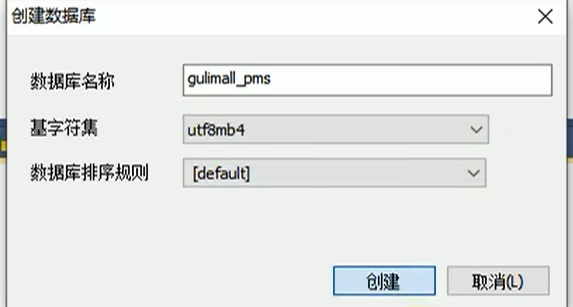 创建数据库
数据库名称 gulimall_pms
基字符集 utf8mb4
数据库排序规则 [default]
创建 取消(L)